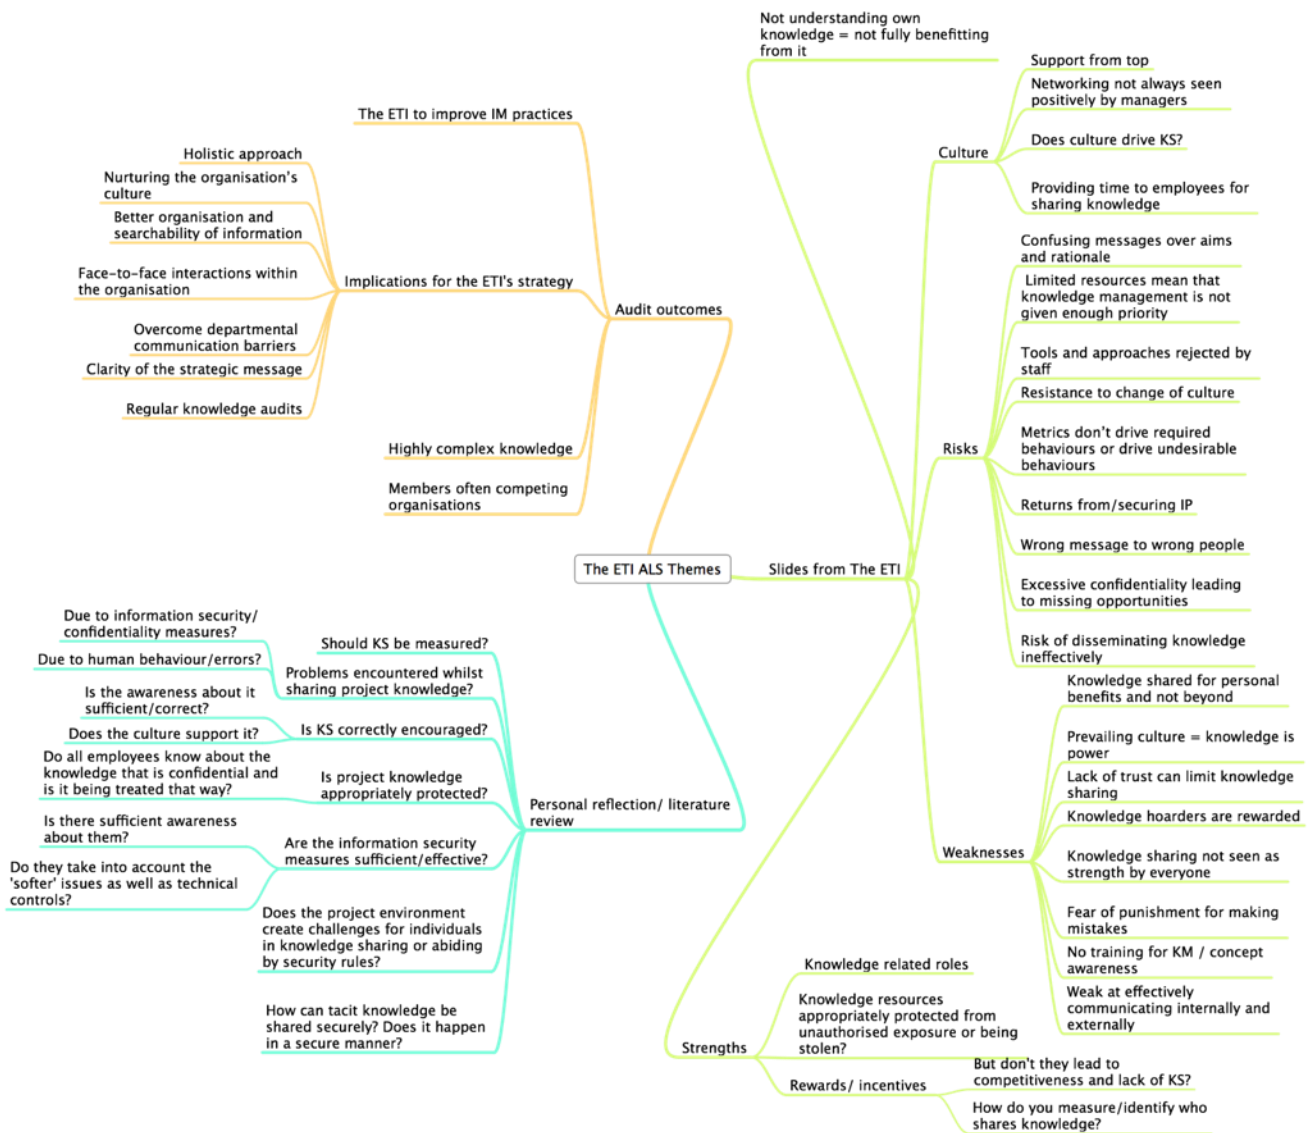 The ETI ALS Themes
Audit outcomes
The ETI to improve IM practices
Implications for the ETI's strategy
Holistic approach
Nurturing the organisation's
culture
Better organisation and
searchability of information
Face-to-face interactions within
the organisation
Overcome departmental
communication barriers
Clarity of the strategic message
Regular knowledge audits
Highly complex knowledge
Members often competing
organisations
Slides from The ETI
Not understanding own
knowledge = not fully benefitting
from it
Culture
Support from top
Networking not always seen
positively by managers
Does culture drive KS?
Providing time to employees for
sharing knowledge
Risks
Confusing messages over aims
and rationale
Limited resources mean that
knowledge management is not
given enough priority
Tools and approaches rejected by
staff
Resistance to change of culture
Metrics don't drive required
behaviours or drive undesirable
behaviours
Returns from/securing IP
Wrong message to wrong people
Excessive confidentiality leading
to missing opportunities
Risk of disseminating knowledge
ineffectively
Weaknesses
Knowledge shared for personal
benefits and not beyond
Prevailing culture = knowledge is
power
Lack of trust can limit knowledge
sharing
Knowledge hoarders are rewarded
Knowledge sharing not seen as
strength by everyone
Fear of punishment for making
mistakes
No training for KM / concept
awareness
Weak at effectively
communicating internally and
externally
Strengths
Knowledge related roles
Knowledge resources
appropriately protected from
unauthorised exposure or being
stolen?
Rewards/ incentives
But don't they lead to
competitiveness and lack of KS?
How do you measure/identify who
shares knowledge?
Personal reflection/ literature
review
Should KS be measured?
Problems encountered whilst
sharing project knowledge?
Due to information security/
confidentiality measures?
Due to human behaviour/errors?
Is KS correctly encouraged?
Is the awareness about it
sufficient/correct?
Does the culture support it?
Is project knowledge
appropriately protected?
Do all employees know about the
knowledge that is confidential and
is it being treated that way?
Are the information security
measures sufficient/effective?
Is there sufficient awareness
about them?
Do they take into account the
'softer' issues as well as technical
controls?
Does the project environment
create challenges for individuals
in knowledge sharing or abiding
by security rules?
How can tacit knowledge be
shared securely? Does it happen
in a secure manner?